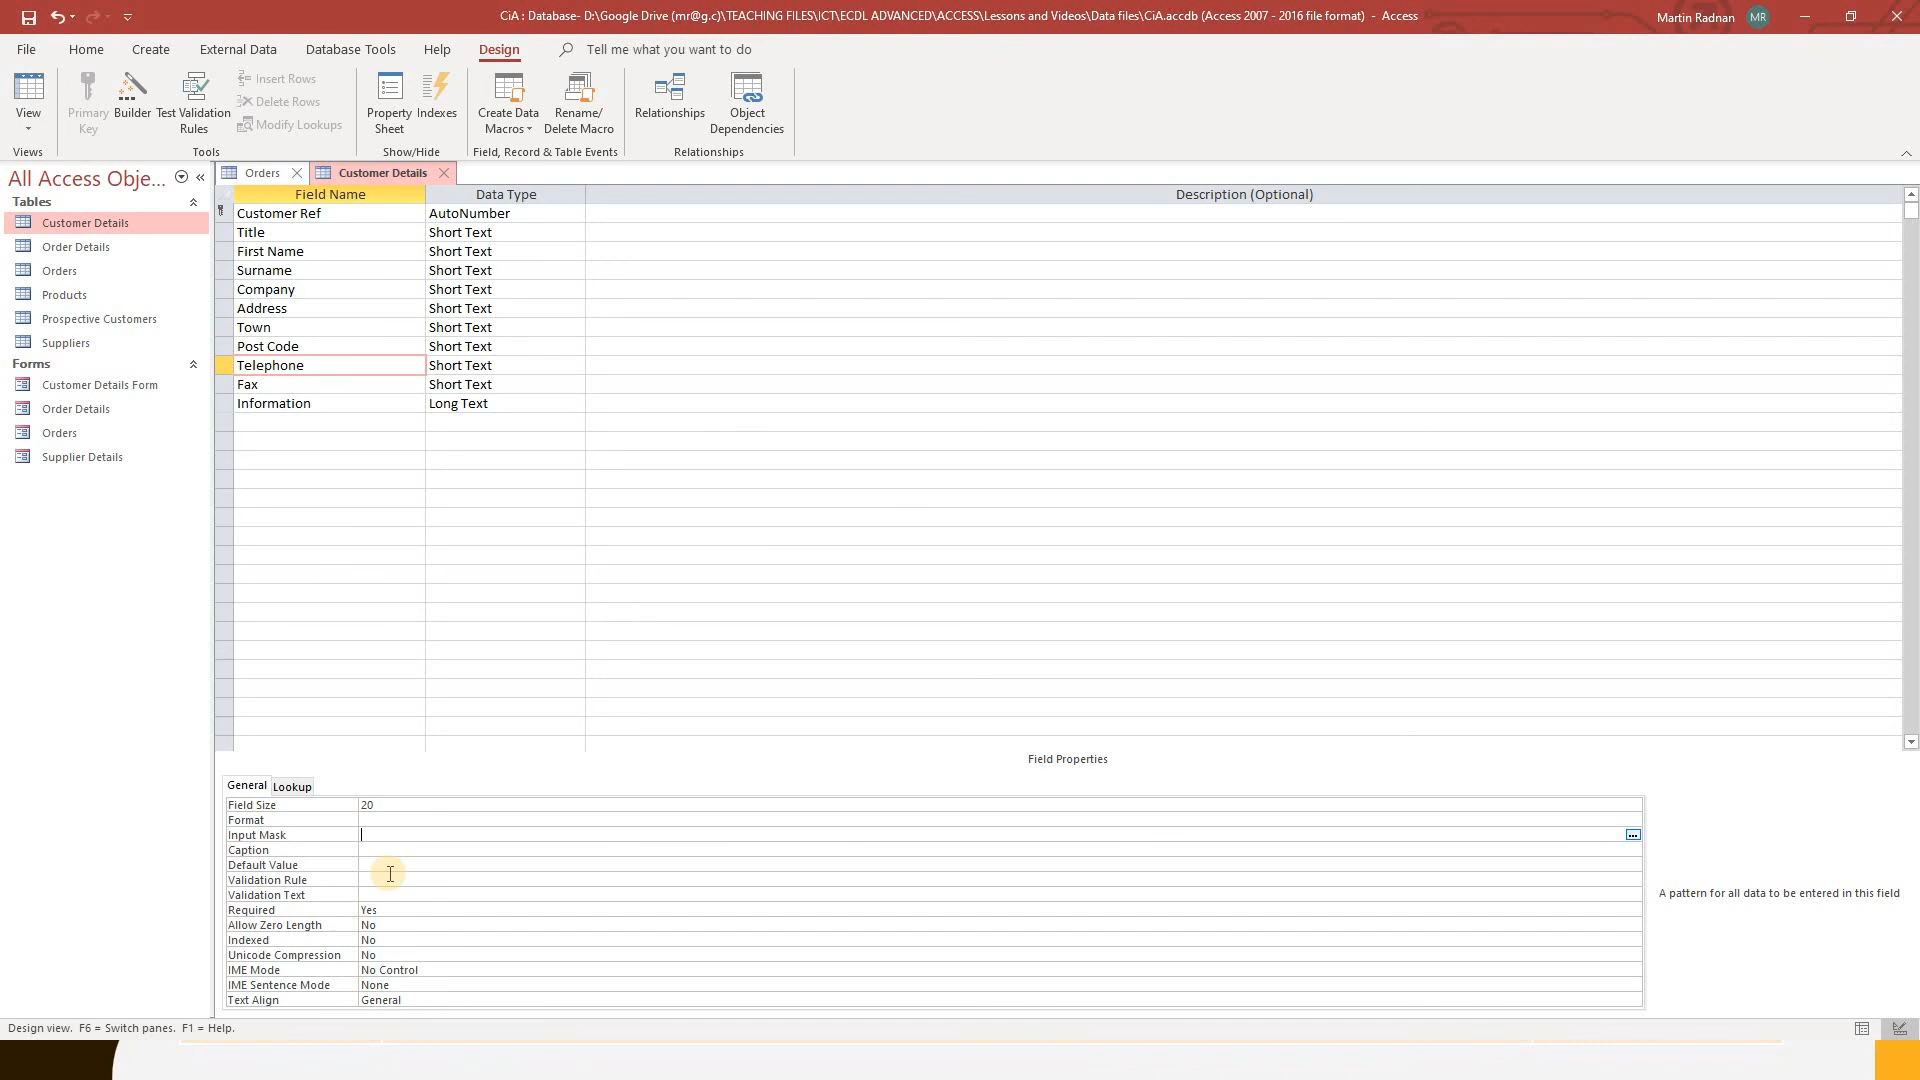 CiA : Database- D:\Google Drive (mr@g.c)\TEACHING FILES\ICT\ECDL ADVANCED\ACCESS\Lessons and Videos\Data files\CiA.accdb (Access 2007 - 2016 file format) - Access
Martin Radnan
MR
File
Home
Create
External Data
Database Tools
Help
Design
Tell me what you want to do
View
Primary Key
Builder
Test Validation Rules
Insert Rows
Delete Rows
Modify Lookups
Property Sheet
Indexes
Create Data Macros
Rename/ Delete Macro
Relationships
Object Dependencies
Views
Tools
Show/Hide
Field, Record & Table Events
Relationships
All Access Obje...
Tables
Customer Details
Order Details
Orders
Products
Prospective Customers
Suppliers
Forms
Customer Details Form
Order Details
Orders
Supplier Details
Orders
Customer Details
Field Name Data Type Description (Optional)
Customer Ref AutoNumber
Title Short Text
First Name Short Text
Surname Short Text
Company Short Text
Address Short Text
Town Short Text
Post Code Short Text
Telephone Short Text
Fax Short Text
Information Long Text
Field Properties
General Lookup
Field Size 20
Format
Input Mask
Caption
Default Value
Validation Rule
Validation Text
Required Yes
Allow Zero Length No
Indexed No
Unicode Compression No
IME Mode No Control
IME Sentence Mode None
Text Align General
A pattern for all data to be entered in this field
Design view. F6 = Switch panes. F1 = Help.